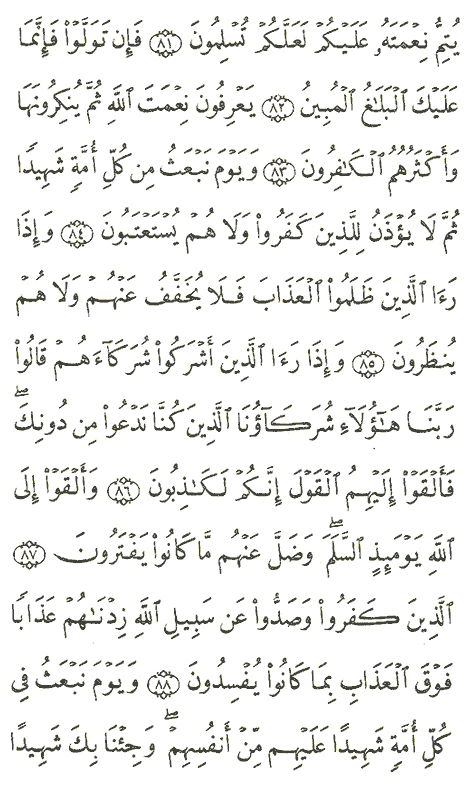 يُتِمُّ نِعْمَتَهُۥ عَلَيْكُمْ لَعَلَّكُمْ تُسْلِمُونَ ﴿٨١﴾ فَإِن تَوَلَّوْا۟ فَإِنَّمَا
عَلَيْكَ ٱلْبَلَٰغُ ٱلْمُبِينُ ﴿٨٢﴾ يَعْرِفُونَ نِعْمَتَ ٱللَّهِ ثُمَّ يُنكِرُونَهَا
وَأَكْثَرُهُمُ ٱلْكَٰفِرُونَ ﴿٨٣﴾ وَيَوْمَ نَبْعَثُ مِن كُلِّ أُمَّةٍ شَهِيدًا
ثُمَّ لَا يُؤْذَنُ لِلَّذِينَ كَفَرُوا۟ وَلَا هُمْ يُسْتَعْتَبُونَ ﴿٨٤﴾ وَإِذَا
رَءَا ٱلَّذِينَ ظَلَمُوا۟ ٱلْعَذَابَ فَلَا يُخَفَّفُ عَنْهُمْ وَلَا هُمْ
يُنظَرُونَ ﴿٨٥﴾ وَإِذَا رَءَا ٱلَّذِينَ أَشْرَكُوا۟ شُرَكَآءَهُمْ قَالُوا۟
رَبَّنَا هَٰٓؤُلَآءِ شُرَكَآؤُنَا ٱلَّذِينَ كُنَّا نَدْعُوا۟ مِن دُونِكَ ۖ
فَأَلْقَوْا۟ إِلَيْهِمُ ٱلْقَوْلَ إِنَّكُمْ لَكَٰذِبُونَ ﴿٨٦﴾ وَأَلْقَوْا۟ إِلَى
ٱللَّهِ يَوْمَئِذٍ ٱلسَّلَمَ ۖ وَضَلَّ عَنْهُم مَّا كَانُوا۟ يَفْتَرُونَ ﴿٨٧﴾
ٱلَّذِينَ كَفَرُوا۟ وَصَدُّوا۟ عَن سَبِيلِ ٱللَّهِ زِدْنَٰهُمْ عَذَابًا
فَوْقَ ٱلْعَذَابِ بِمَا كَانُوا۟ يُفْسِدُونَ ﴿٨٨﴾ وَيَوْمَ نَبْعَثُ فِى
كُلِّ أُمَّةٍ شَهِيدًا عَلَيْهِم مِّنْ أَنفُسِهِمْ ۖ وَجِئْنَا بِكَ شَهِيدًا